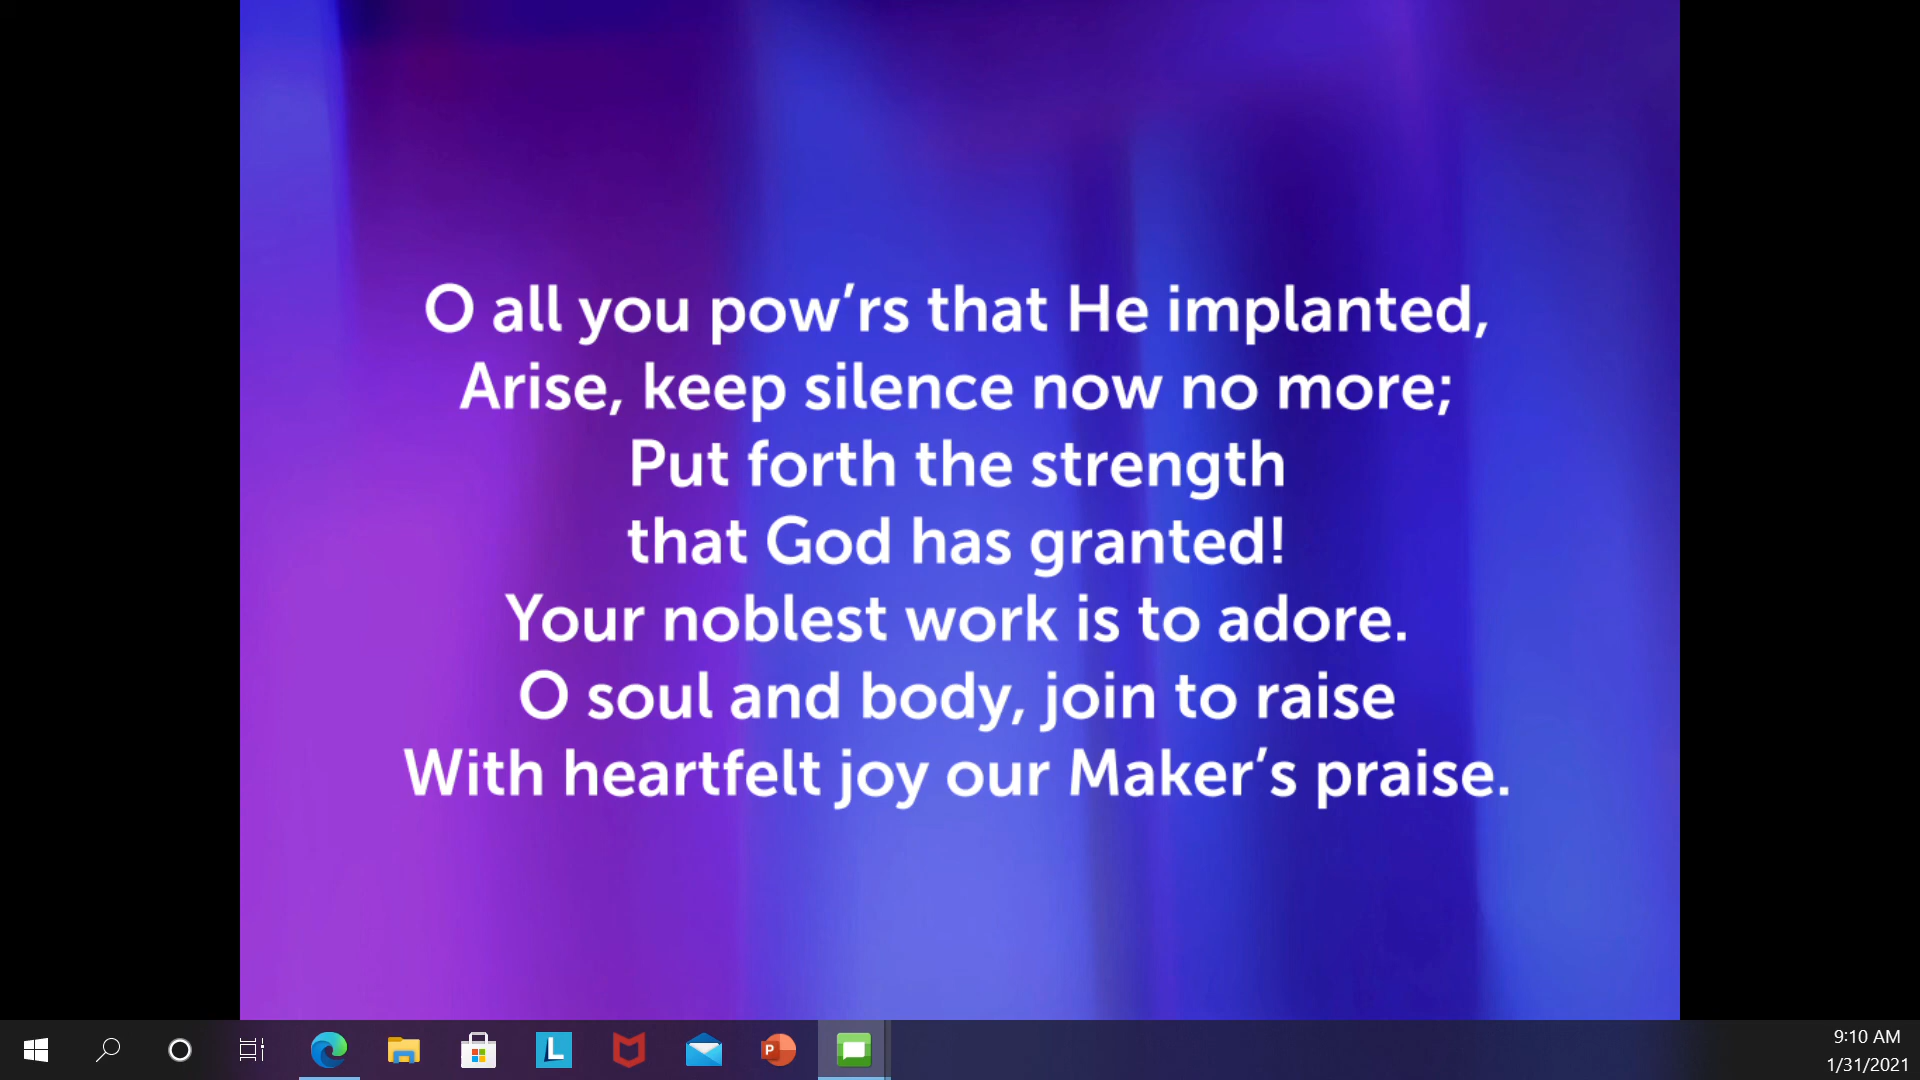 O all you pow’rs that He implanted,
Arise, keep silence now no more;
Put forth the strength
that God has granted!
Your noblest work is to adore.
O soul and body, join to raise
With heartfelt joy our Maker’s praise.
L
P
9:10 AM
1/31/2021